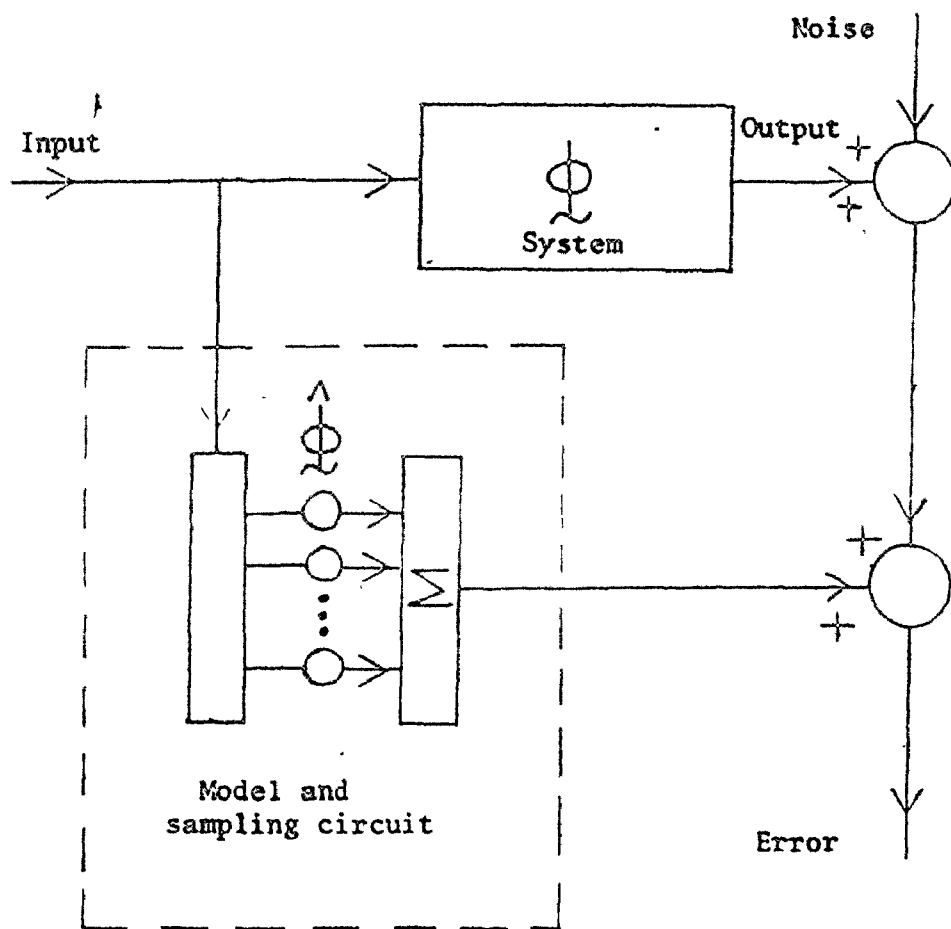 Noise
Input
Output
+
+
Φ
~
System
^
Φ
~
+
Σ
+
Model and
sampling circuit
Error